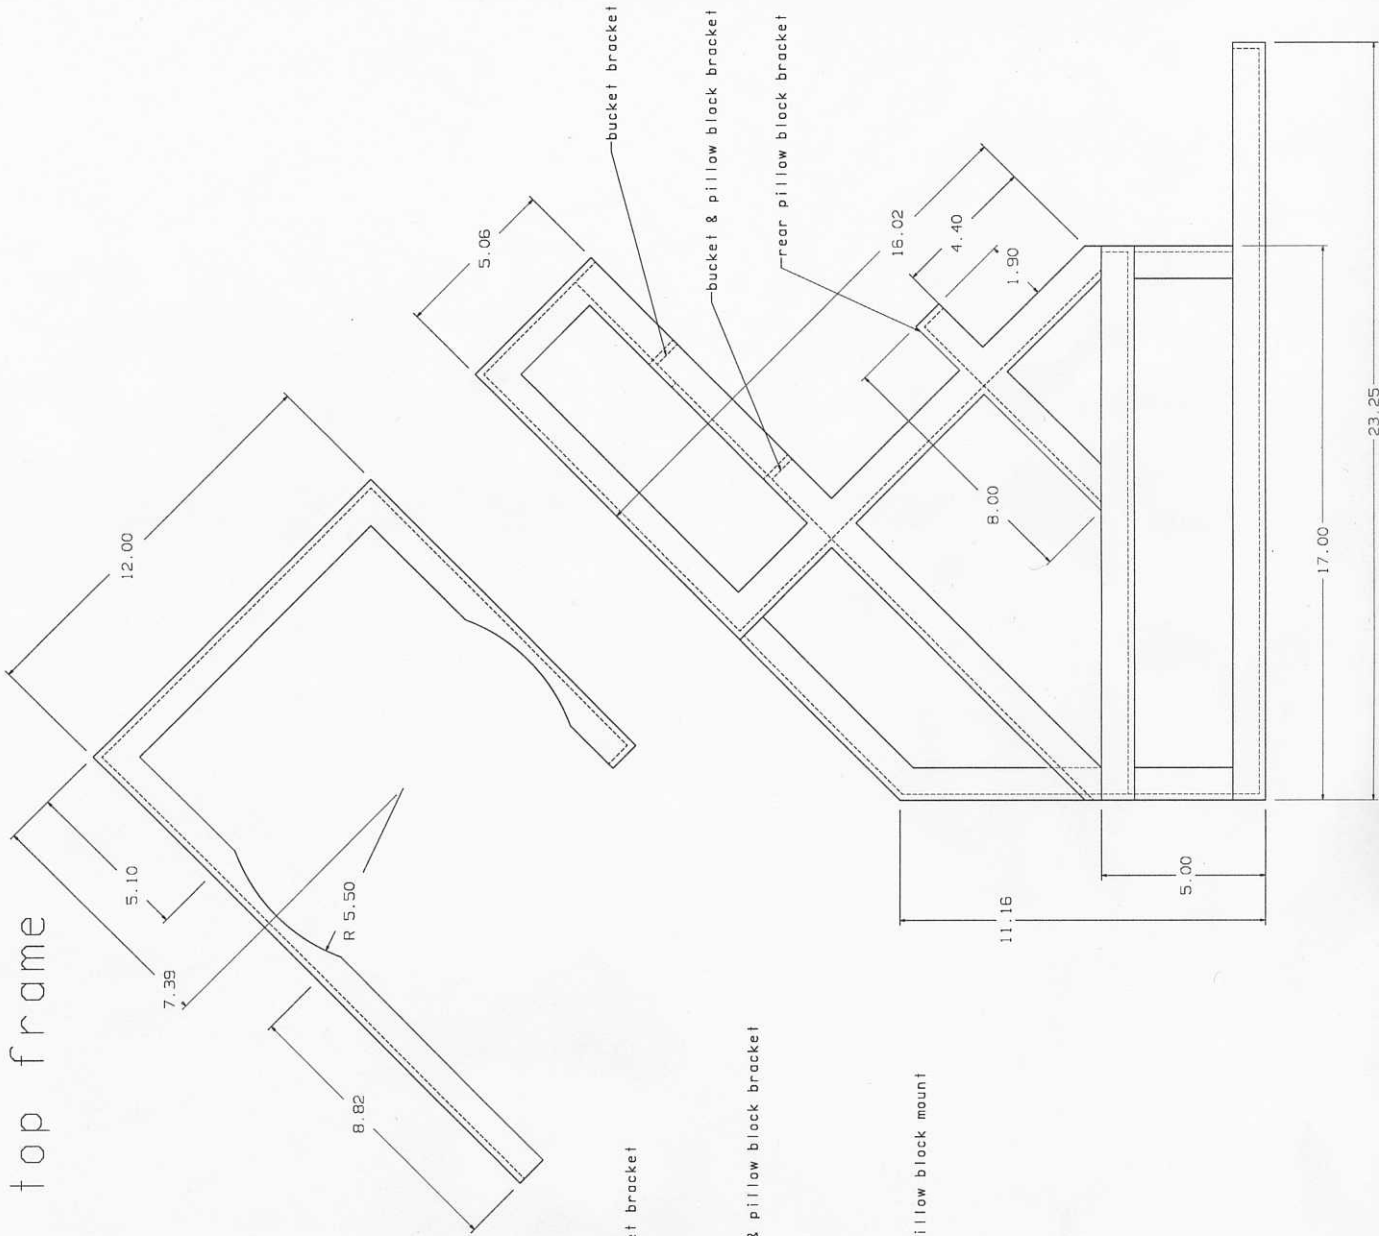 top frame
12.00
5.10
7.39
R 5.50
8.82
5.06
bucket bracket
bucket & pillow block bracket
rear pillow block bracket
16.02
4.40
1.90
8.00
17.00
23.25
5.00
11.16
bracket
& pillow block bracket
block mount